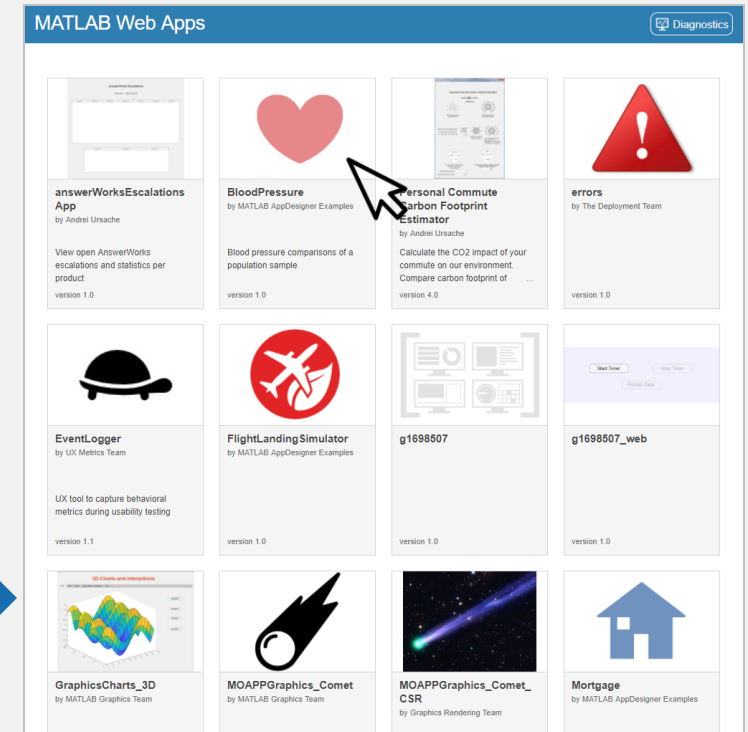 MATLAB Web Apps
Diagnostics
answerWorksEscalations
App
by Andrei Ursache
View open AnswerWorks
escalations and statistics per
product
version 1.0
BloodPressure
by MATLAB AppDesigner Examples
Blood pressure comparisons of a
population sample
version 1.0
Personal Commute
Carbon Footprint
Estimator
by Andrei Ursache
Calculate the CO2 impact of your
commute on our environment.
Compare carbon footprint of ...
version 4.0
errors
by The Deployment Team
version 1.0
EventLogger
by UX Metrics Team
UX tool to capture behavioral
metrics during usability testing
version 1.1
FlightLandingSimulator
by MATLAB AppDesigner Examples
version 1.0
g1698507
version 1.0
Start Timer
Stop Timer
Publish Data
g1698507_web
version 1.0
3D Charts and Interactions
GraphicsCharts_3D
by MATLAB Graphics Team
MOAPPGraphics_Comet
by MATLAB Graphics Team
MOAPPGraphics_Comet_
CSR
by Graphics Rendering Team
Mortgage
by MATLAB AppDesigner Examples